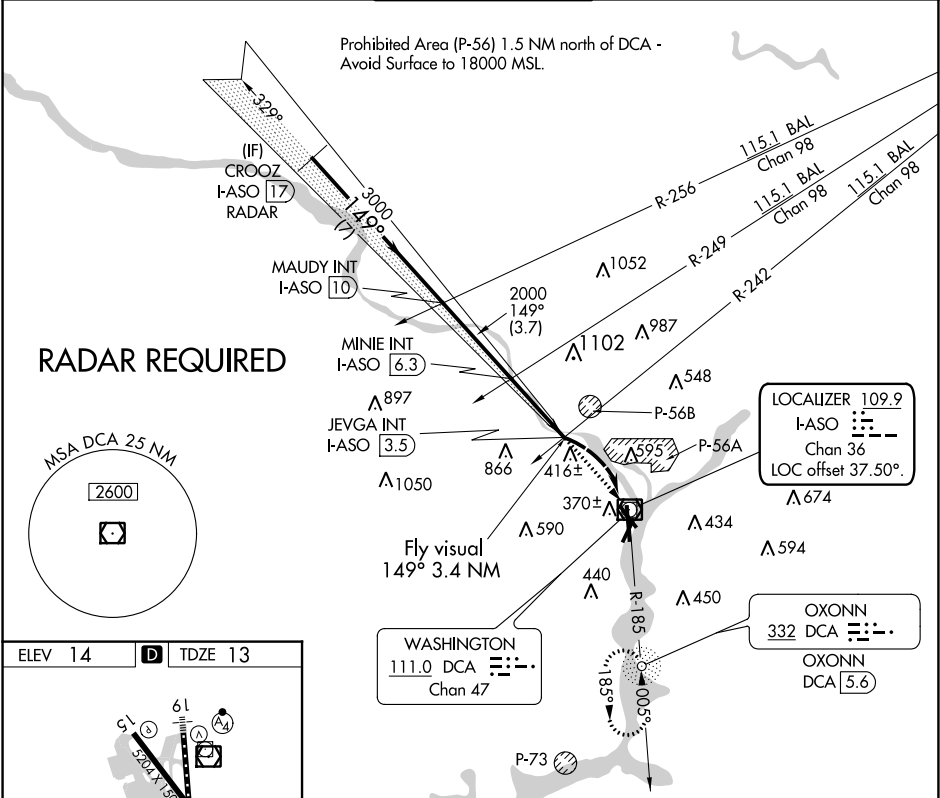 Prohibited Area (P-56) 1.5 NM north of DCA -
Avoid Surface to 18000 MSL.
329°
(IF)
CROOZ
I-ASO 17
RADAR
3000
149°
(7)
115.1 BAL
Chan 98
R-256
115.1 BAL
Chan 98
R-249
115.1 BAL
Chan 98
R-242
MAUDY INT
I-ASO 10
1052
2000
149°
(3.7)
987
1102
MINIE INT
I-ASO 6.3
RADAR REQUIRED
897
548
P-56B
JEVGA INT
I-ASO 3.5
LOCALIZER 109.9
I-ASO
Chan 36
LOC offset 37.50°.
P-56A
595
866
416±
MSA DCA 25 NM
2600
1050
370±
674
590
434
594
Fly visual
149° 3.4 NM
440
450
R-185
OXONN
332 DCA
OXONN
DCA 5.6
WASHINGTON
111.0 DCA
Chan 47
185°
005°
P-73
ELEV 14
D
TDZE 13
19
15
P
V
A4
5204 X 150